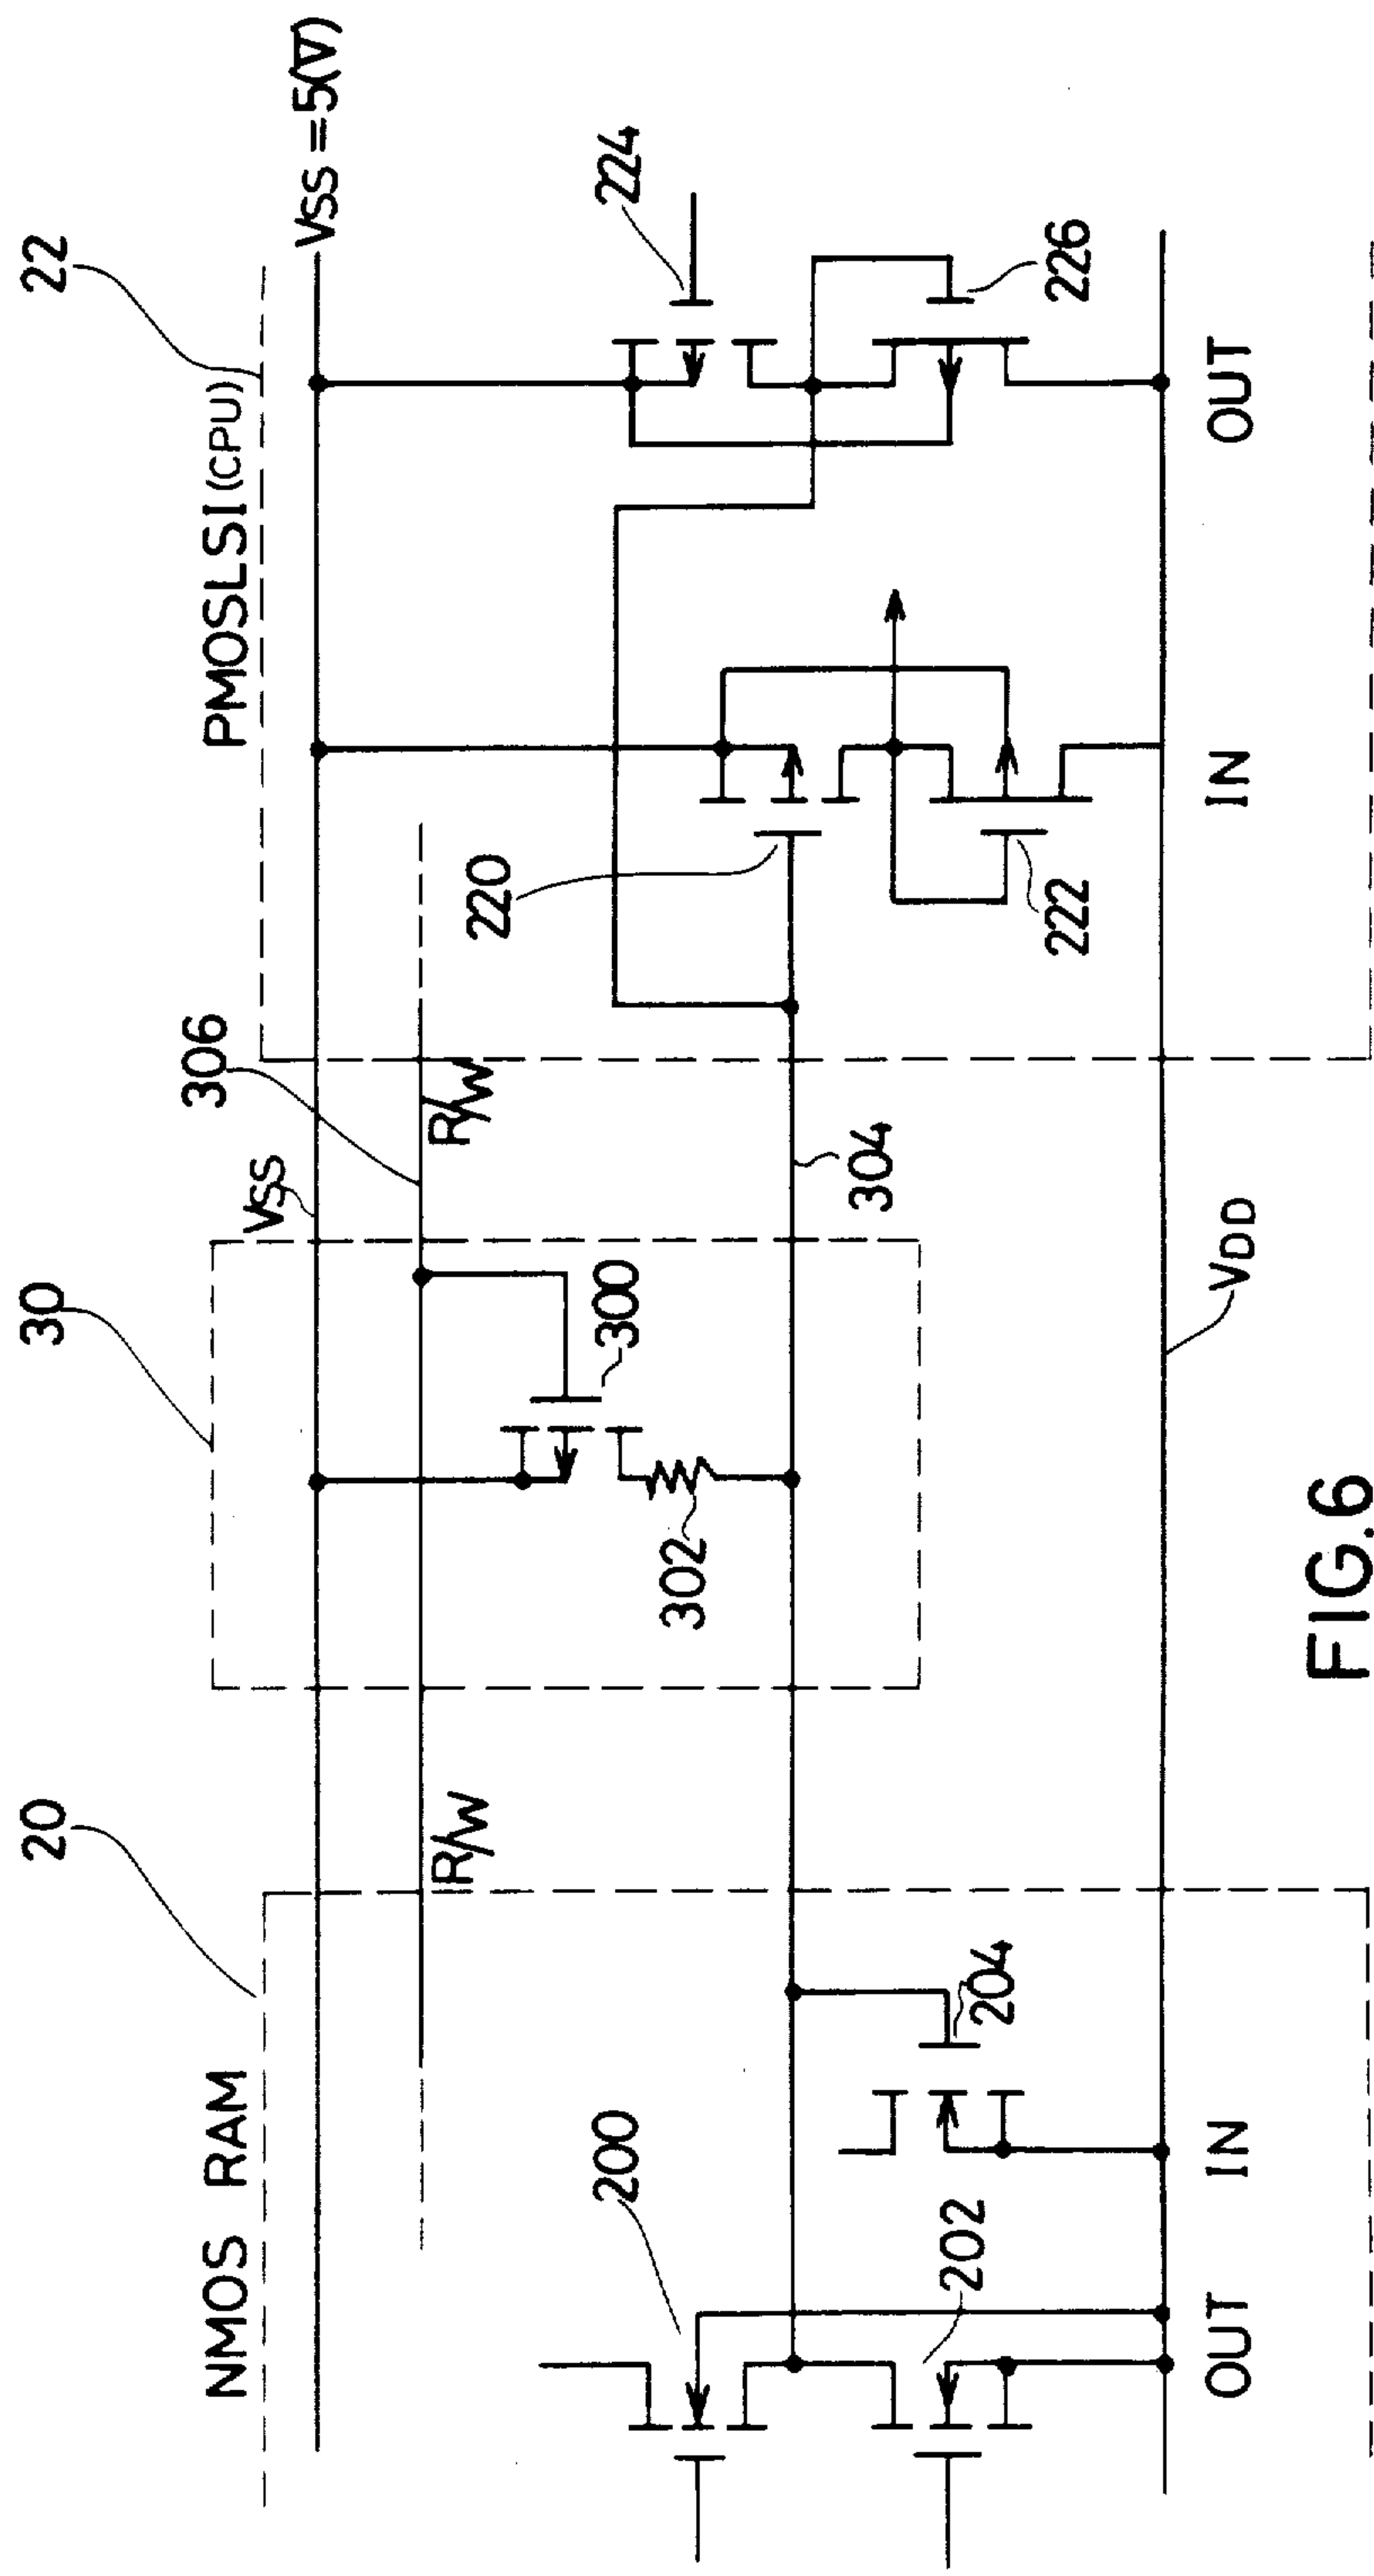 20
30
22
NMOS RAM
PMOSLSI (CPU)
306
VSS
VSS = 5(V)
R/W
R/W
220
200
300
224
302
304
204
202
222
226
OUT
IN
VDD
IN
OUT
FIG.6